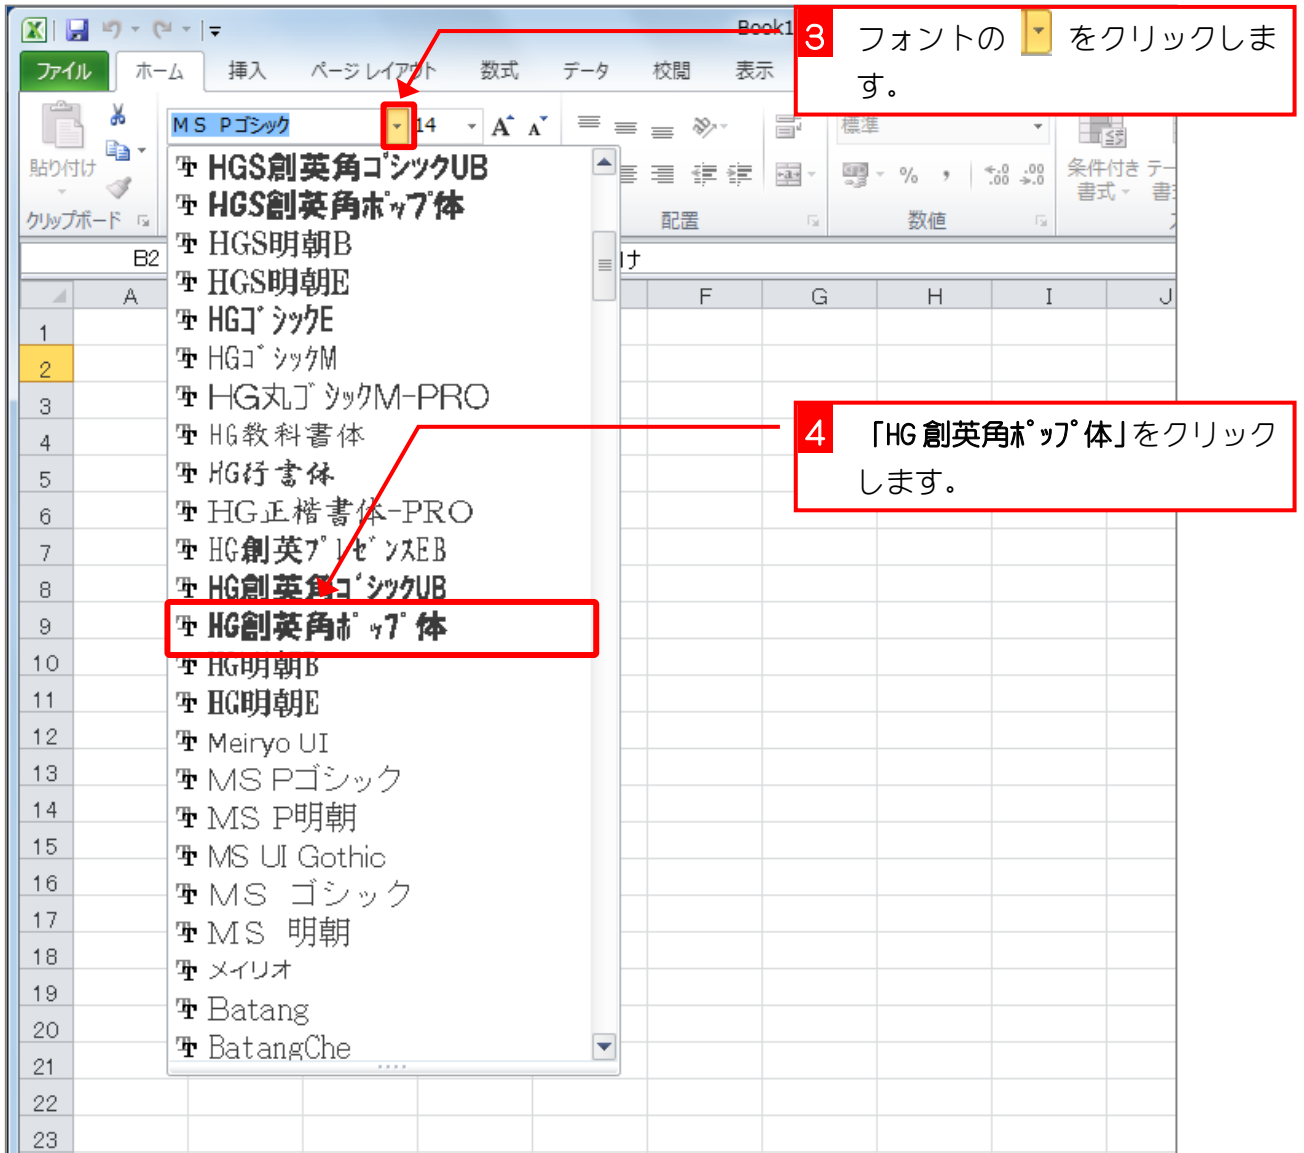 Book1
3 フォントの をクリックしま
す。
ファイル ホーム 挿入 ページ レイアウト 数式 データ 校閲 表示
ＭＳ Ｐゴシック 14 A A 標準
貼り付け % , .0 .00 .00 .0 条件付き テー
書式 書
クリップボード 配置 数値
B2 け
A F G H I J
HGS創英角ｺﾞシックUB
HGS創英角ﾎﾟップ体
HGS明朝B
HGS明朝E
HGｺﾞシックE
HGｺﾞシックM
HG丸ｺﾞシックM-PRO
HG教科書体
HG行書体
HG正楷書体-PRO
HG創英ﾌﾟレｾﾞンスEB
HG創英角ｺﾞシックUB
HG創英角ﾎﾟｯﾌﾟ体
HG明朝B
HG明朝E
Meiryo UI
MS Pゴシック
MS P明朝
MS UI Gothic
MS ゴシック
MS 明朝
メイリオ
Batang
BatangChe
4 「HG創英角ﾎﾟｯﾌﾟ体」をクリック
します。
1
2
3
4
5
6
7
8
9
10
11
12
13
14
15
16
17
18
19
20
21
22
23